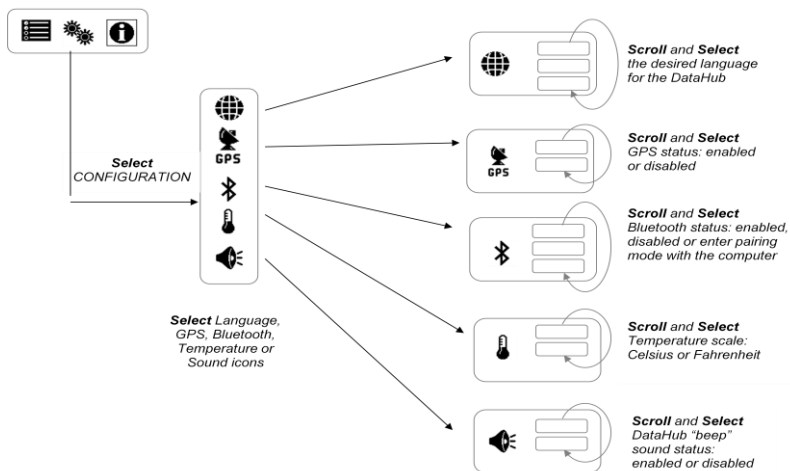 Select
CONFIGURATION
GPS
Select Language,
GPS, Bluetooth,
Temperature or
Sound icons
Scroll and Select
the desired language
for the DataHub
GPS
Scroll and Select
GPS status: enabled
or disabled
Scroll and Select
Bluetooth status: enabled,
disabled or enter pairing
mode with the computer
Scroll and Select
Temperature scale:
Celsius or Fahrenheit
Scroll and Select
DataHub “beep”
sound status:
enabled or disabled